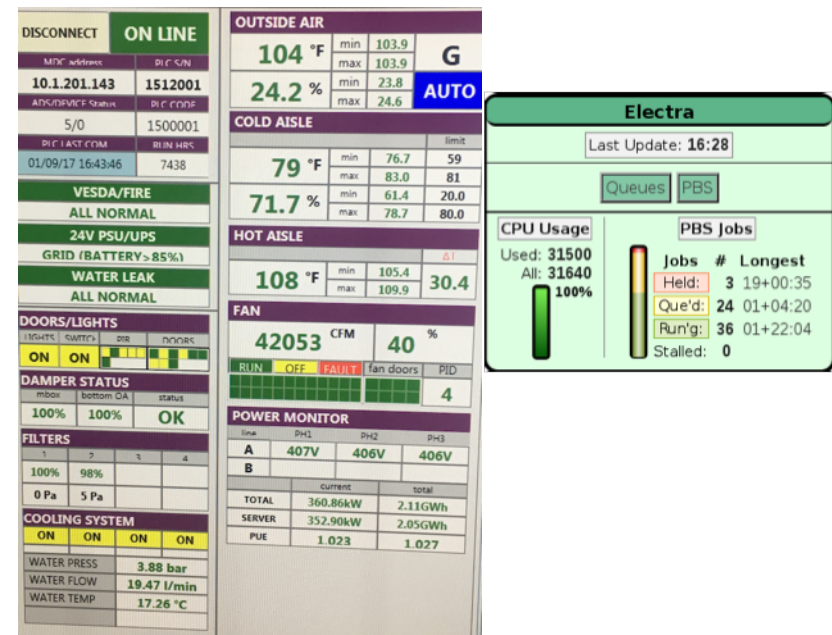 DISCONNECT ON LINE
MDC address PLC S/N
10.1.201.143 1512001
ADS/DEVICE Status PLC CODE
5/0 1500001
PLC LAST COM RUN HRS
01/09/17 16:43:46 7438
VESDA/FIRE
ALL NORMAL
24V PSU/UPS
GRID (BATTERY>85%)
WATER LEAK
ALL NORMAL
DOORS/LIGHTS
LIGHTS SWITCH PIR DOORS
ON ON
DAMPER STATUS
mbox bottom OA status
100% 100% OK
FILTERS
1 2 3 4
100% 98%
0 Pa 5 Pa
COOLING SYSTEM
ON ON ON ON
WATER PRESS 3.88 bar
WATER FLOW 19.47 l/min
WATER TEMP 17.26 °C
OUTSIDE AIR
104 °F min 103.9 G
max 103.9
24.2 % min 23.8 AUTO
max 24.6
COLD AISLE
limit
79 °F min 76.7 59
max 83.0 81
71.7 % min 61.4 20.0
max 78.7 80.0
HOT AISLE
ΔT
108 °F min 105.4 30.4
max 109.9
FAN
42053 CFM 40 %
RUN OFF FAULT fan doors PID
4
POWER MONITOR
line PH1 PH2 PH3
A 407V 406V 406V
B
current total
TOTAL 360.86kW 2.11GWh
SERVER 352.90kW 2.05GWh
PUE 1.023 1.027
Electra
Last Update: 16:28
Queues PBS
CPU Usage
Used: 31500
All: 31640
100%
PBS Jobs
Jobs # Longest
Held: 3 19+00:35
Que'd: 24 01+04:20
Run'g: 36 01+22:04
Stalled: 0